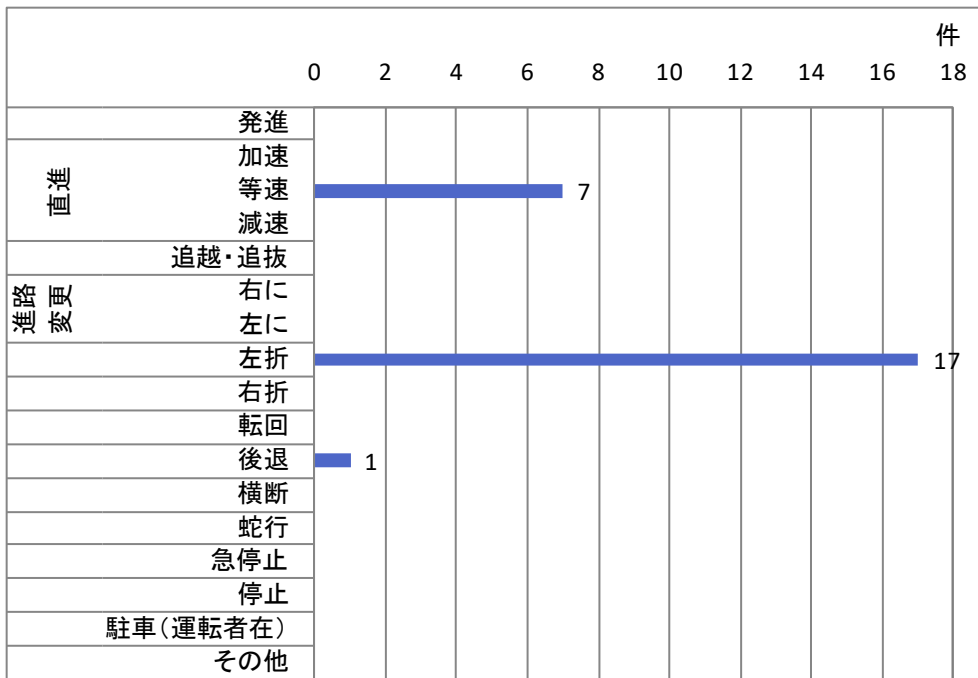 件
0 2 4 6 8 10 12 14 16 18
発進
直進
加速
等速 7
減速
追越・追抜
進路
変更
右に
左に
左折 17
右折
転回
後退 1
横断
蛇行
急停止
停止
駐車(運転者在)
その他